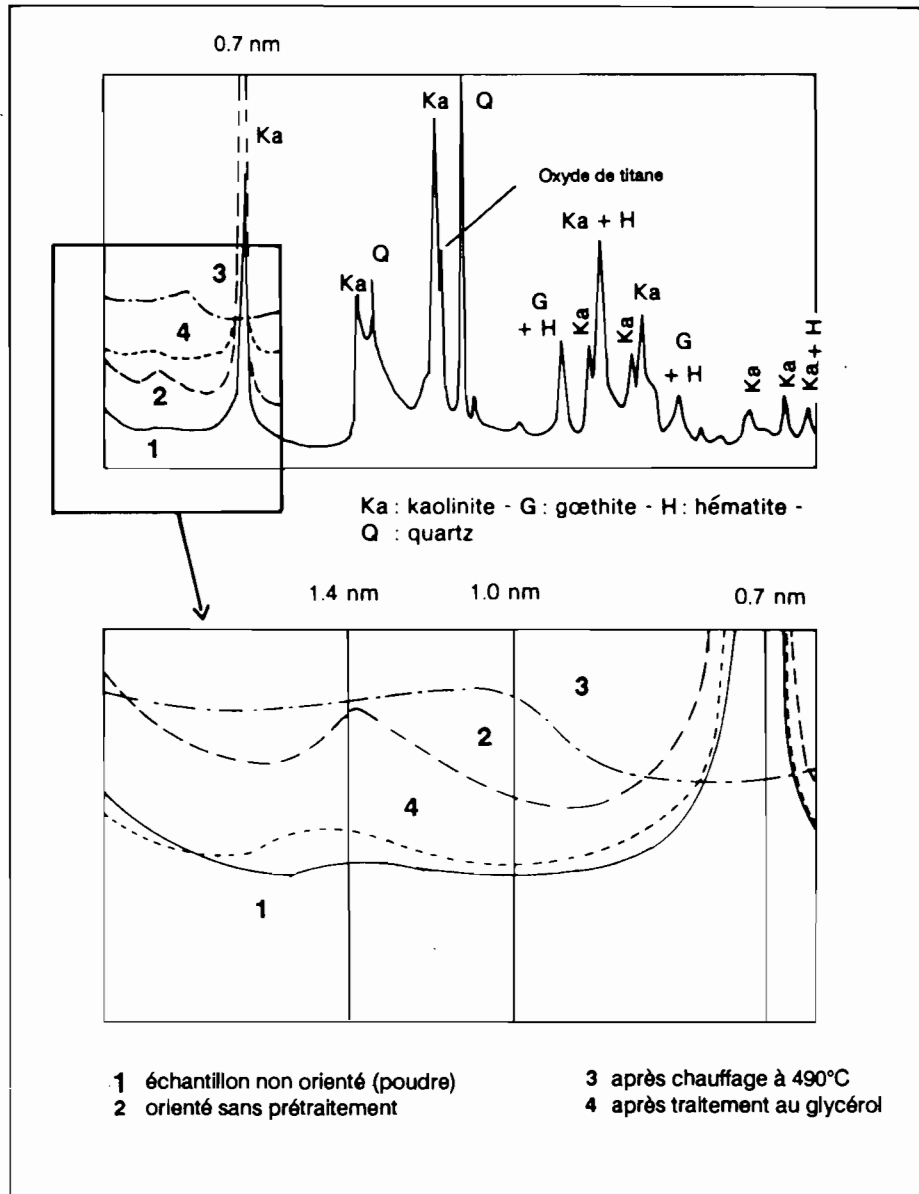 0.7 nm
Ka
Q
Ka
Oxyde de titane
Ka + H
Q
Ka
G
+ H
Ka
Ka
Ka
G
+ H
Ka
Ka
Ka + H
3
4
2
1
Ka : kaolinite - G : gœthite - H : hématite -
Q : quartz
1.4 nm
1.0 nm
0.7 nm
3
2
4
1
1 échantillon non orienté (poudre)
2 orienté sans prétraitement
3 après chauffage à 490°C
4 après traitement au glycérol